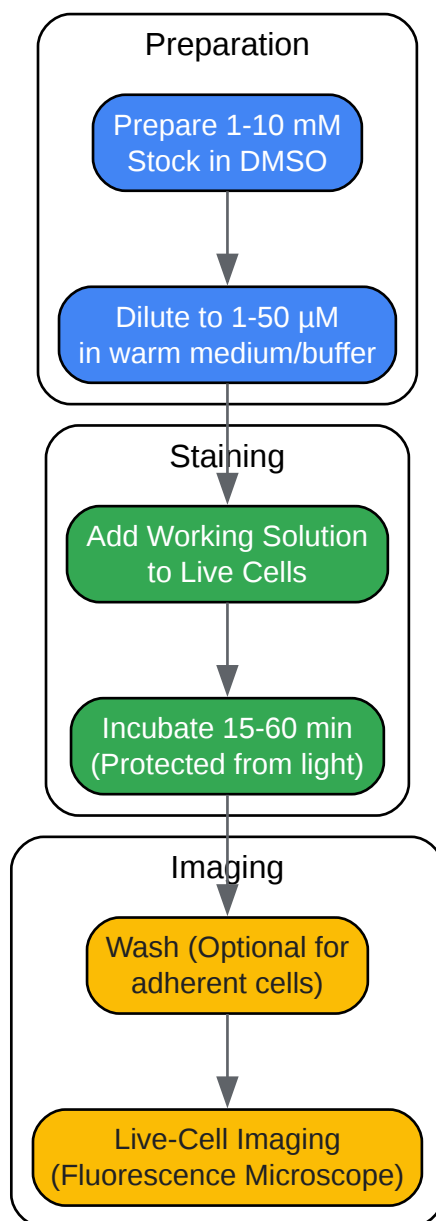 Preparation
Prepare 1-10 mM
Stock in DMSO
Dilute to 1-50 µM
in warm medium/buffer
Staining
Add Working Solution
to Live Cells
Incubate 15-60 min
(Protected from light)
Imaging
Wash (Optional for
adherent cells)
Live-Cell Imaging
(Fluorescence Microscope)